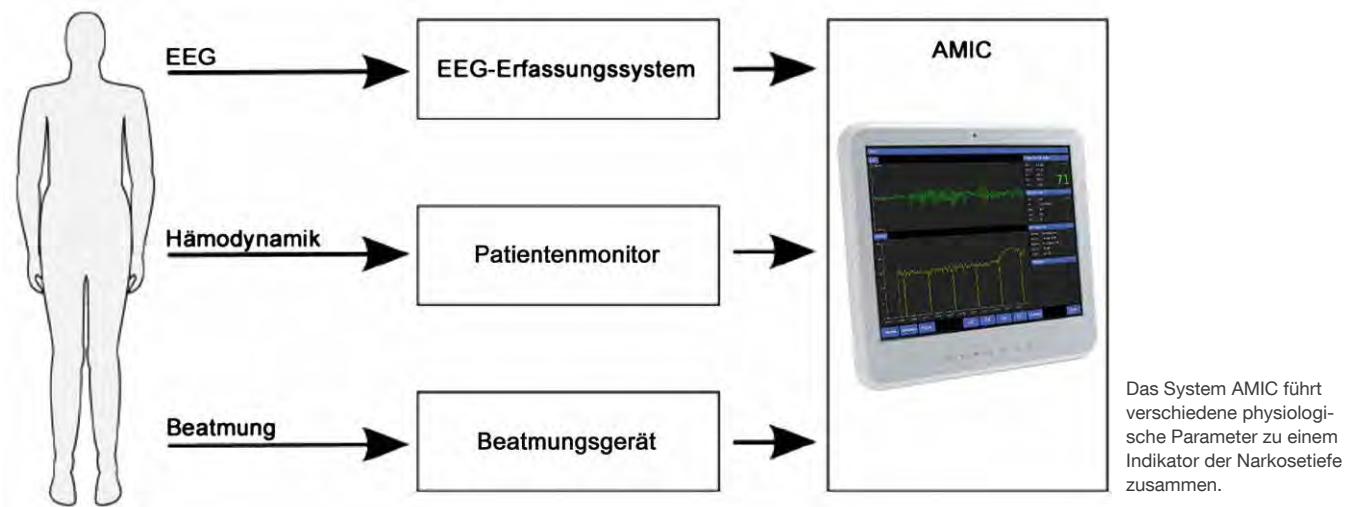 EEG
EEG-Erfassungssystem
AMIC
71
Hämodynamik
Patientenmonitor
Beatmung
Beatmungsgerät
Das System AMIC führt
verschiedene physiologi-
sche Parameter zu einem
Indikator der Narkosetiefe
zusammen.